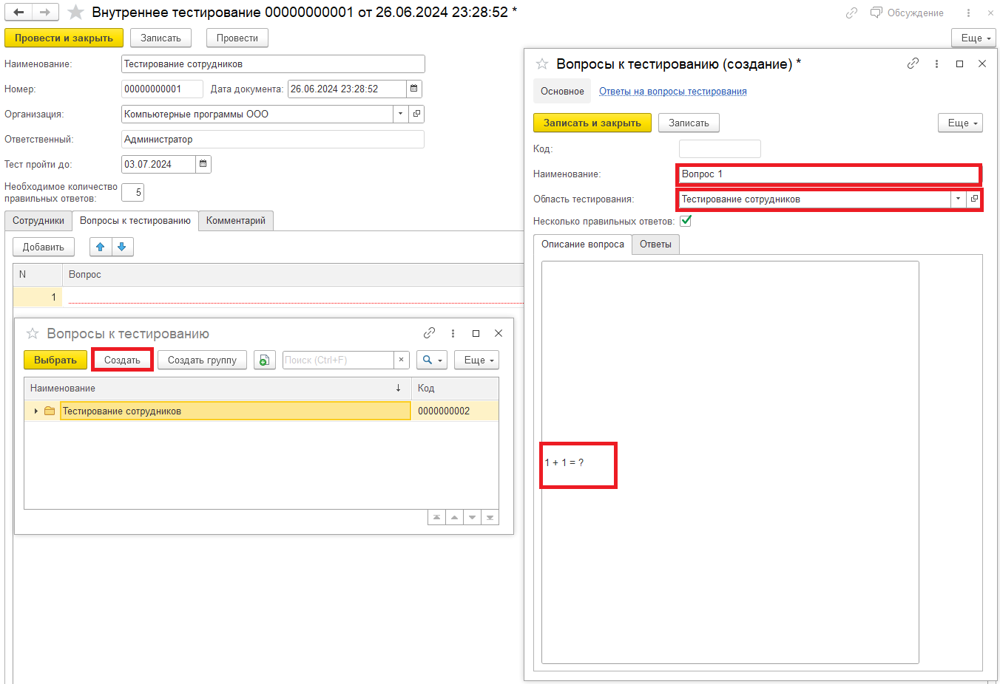 Внутреннее тестирование 00000000001 от 26.06.2024 23:28:52 *
Обсуждение
Провести и закрыть
Записать
Провести
Еще
Наименование:
Тестирование сотрудников
Номер:
00000000001
Дата документа:
26.06.2024 23:28:52
Организация:
Компьютерные программы ООО
Ответственный:
Администратор
Тест пройти до:
03.07.2024
Необходимое количество
правильных ответов:
5
Сотрудники
Вопросы к тестированию
Комментарий
Добавить
N
Вопрос
1
Вопросы к тестированию
Выбрать
Создать
Создать группу
Поиск (Ctrl+F)
×
Еще
Наименование
↓
Код
Тестирование сотрудников
0000000002
Вопросы к тестированию (создание) *
Основное
Ответы на вопросы тестирования
Записать и закрыть
Записать
Еще
Код:
Наименование:
Вопрос 1
Область тестирования:
Тестирование сотрудников
Несколько правильных ответов:
Описание вопроса
Ответы
1 + 1 = ?